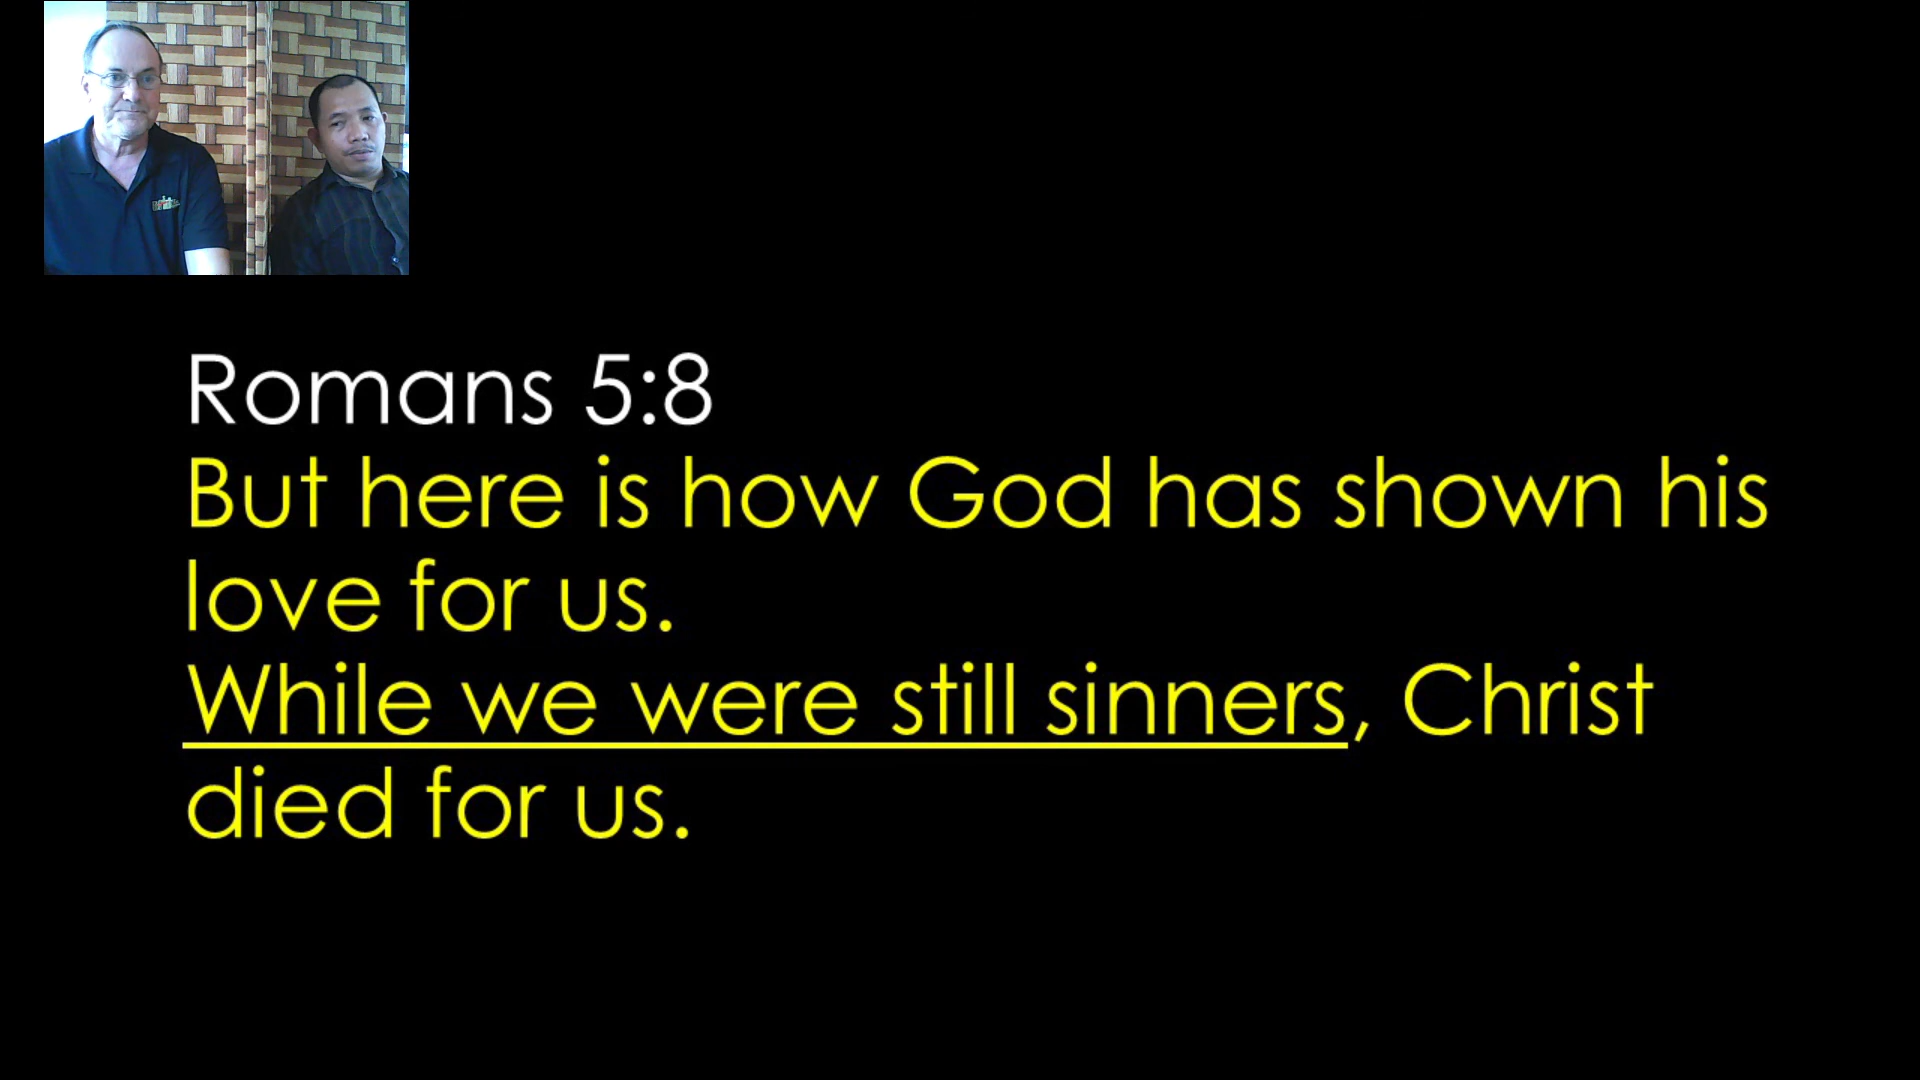 Romans 5:8
But here is how God has shown his
love for us.
While we were still sinners, Christ
died for us.